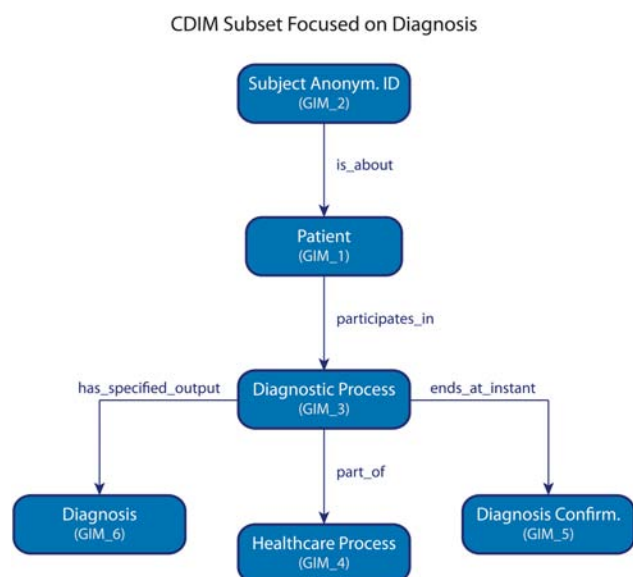 CDIM Subset Focused on Diagnosis
Subject Anonym. ID
(GIM_2)
is_about
Patient
(GIM_1)
participates_in
has_specified_output
Diagnostic Process
(GIM_3)
ends_at_instant
part_of
Diagnosis
(GIM_6)
Healthcare Process
(GIM_4)
Diagnosis Confirm.
(GIM_5)